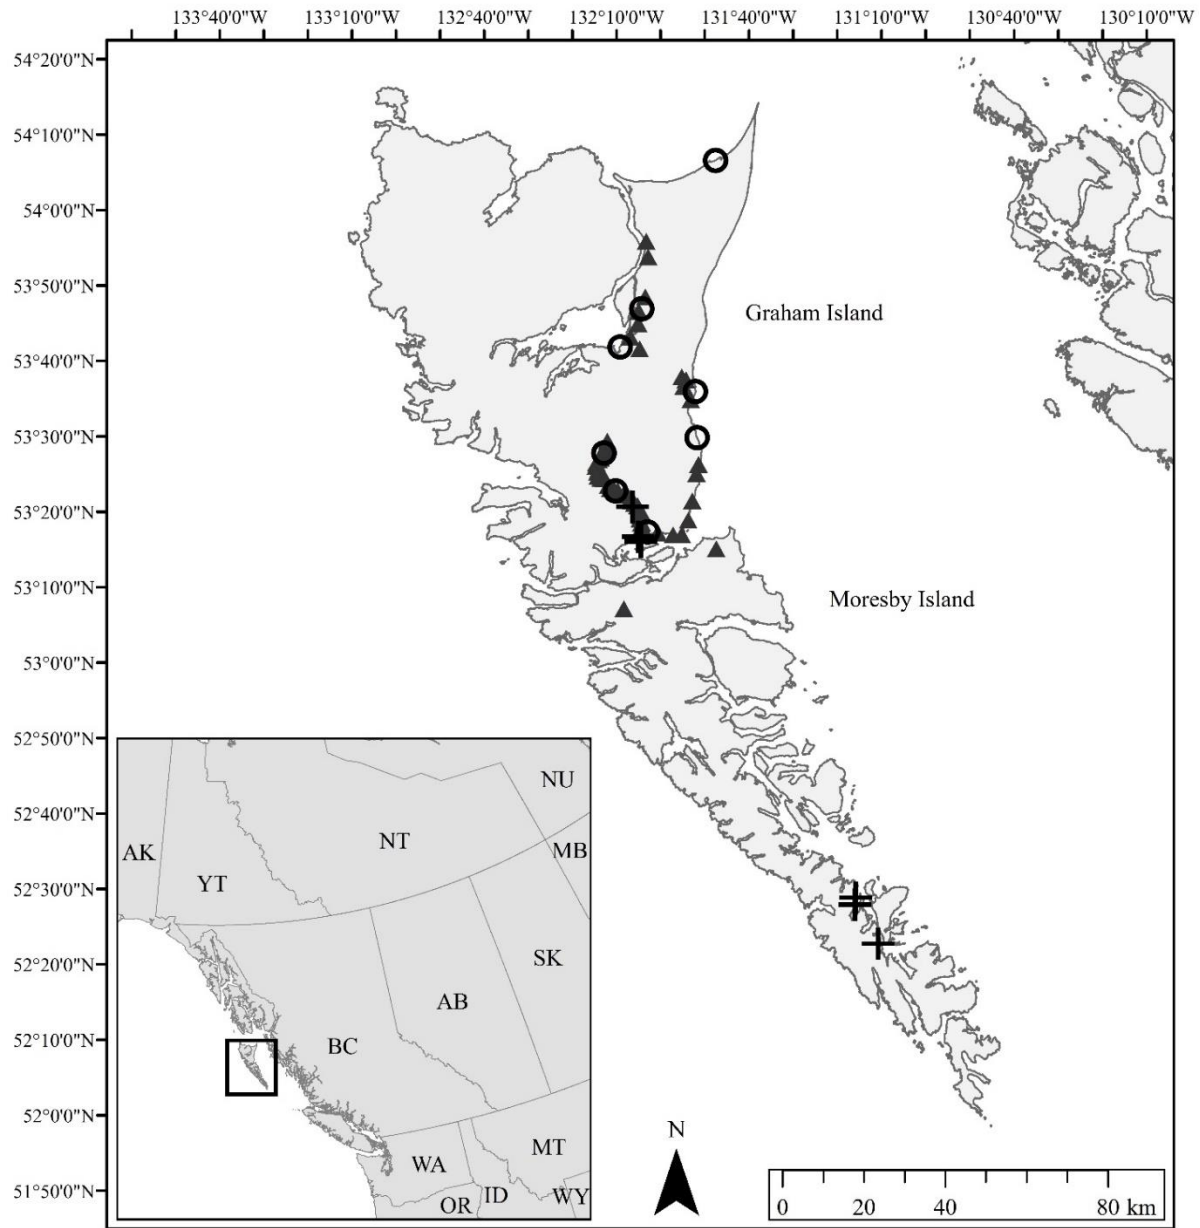 133°40'0"W 133°10'0"W 132°40'0"W 132°10'0"W 131°40'0"W 131°10'0"W 130°40'0"W 130°10'0"W
54°20'0"N
54°10'0"N
54°0'0"N
53°50'0"N
Graham Island
53°40'0"N
53°30'0"N
53°20'0"N
53°10'0"N
Moresby Island
53°0'0"N
52°50'0"N
52°40'0"N
52°30'0"N
52°20'0"N
52°10'0"N
52°0'0"N
51°50'0"N
NU
NT
MB
AK
YT
SK
AB
BC
MT
WA
ID
WY
OR
N
0 20 40 80 km